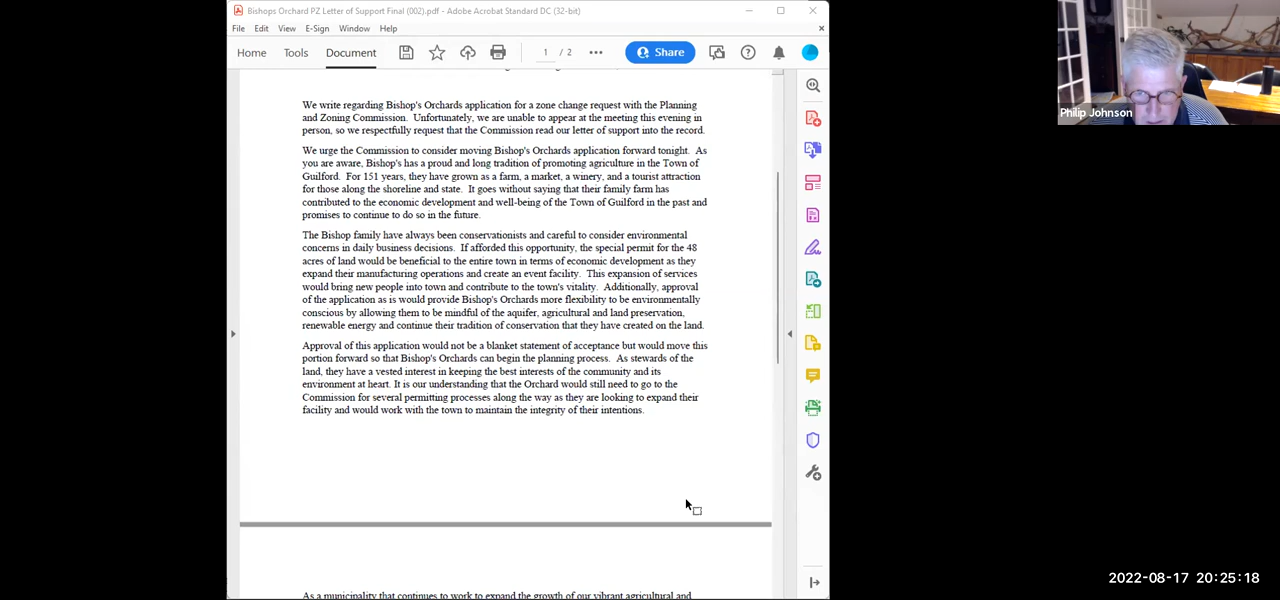 Bishops Orchard PZ Letter of Support Final (002).pdf - Adobe Acrobat Standard DC (32-bit)
File Edit View E-Sign Window Help
Home Tools Document 1 / 2 Share
We write regarding Bishop's Orchards application for a zone change request with the Planning
and Zoning Commission. Unfortunately, we are unable to appear at the meeting this evening in
person, so we respectfully request that the Commission read our letter of support into the record.
We urge the Commission to consider moving Bishop's Orchards application forward tonight. As
you are aware, Bishop's has a proud and long tradition of promoting agriculture in the Town of
Guilford. For 151 years, they have grown as a farm, a market, a winery, and a tourist attraction
for those along the shoreline and state. It goes without saying that their family farm has
contributed to the economic development and well-being of the Town of Guilford in the past and
promises to continue to do so in the future.
The Bishop family have always been conservationists and careful to consider environmental
concerns in daily business decisions. If afforded this opportunity, the special permit for the 48
acres of land would be beneficial to the entire town in terms of economic development as they
expand their manufacturing operations and create an event facility. This expansion of services
would bring new people into town and contribute to the town's vitality. Additionally, approval
of the application as is would provide Bishop's Orchards more flexibility to be environmentally
conscious by allowing them to be mindful of the aquifer, agricultural and land preservation,
renewable energy and continue their tradition of conservation that they have created on the land.
Approval of this application would not be a blanket statement of acceptance but would move this
portion forward so that Bishop's Orchards can begin the planning process. As stewards of the
land, they have a vested interest in keeping the best interests of the community and its
environment at heart. It is our understanding that the Orchard would still need to go to the
Commission for several permitting processes along the way as they are looking to expand their
facility and would work with the town to maintain the integrity of their intentions.
As a municipality that continues to work to expand the growth of our vibrant agricultural and
Philip Johnson
2022-08-17 20:25:18